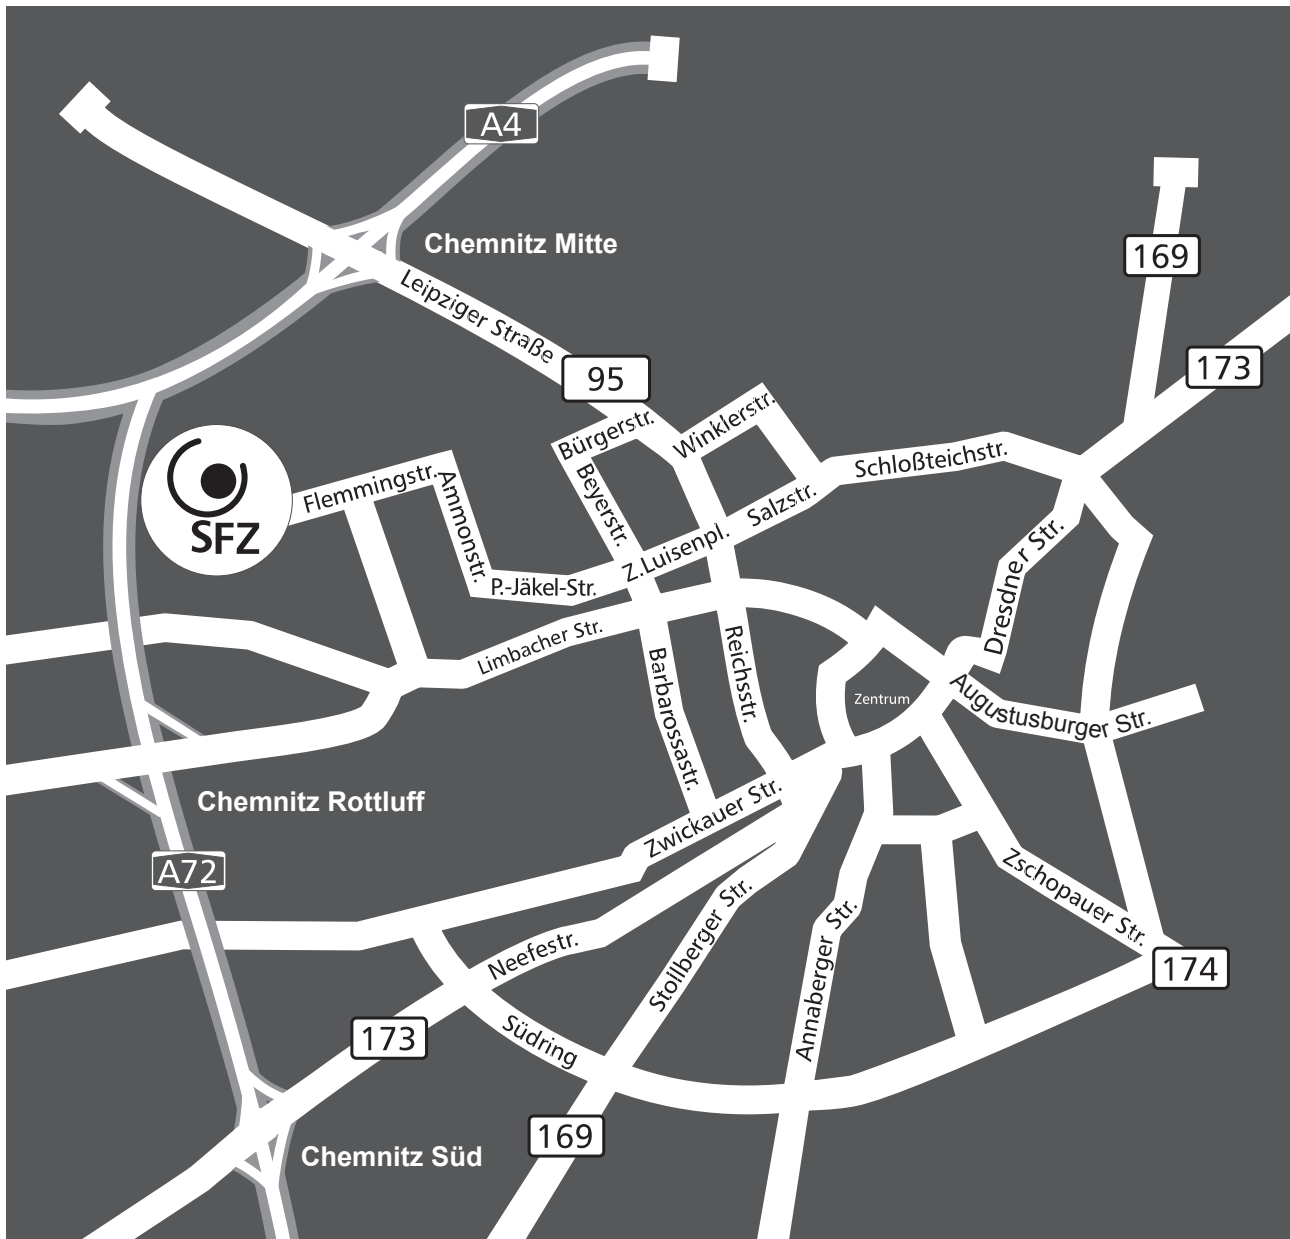 A4
Chemnitz Mitte
169
Leipziger Straße
173
95
Bürgerstr.
Winklerstr.
Schloßteichstr.
Flemmingstr.
Ammonstr.
Beyerstr.
Salzstr.
SFZ
Z.Luisenpl.
P.-Jäkel-Str.
Dresdner Str.
Limbacher Str.
Barbarossastr.
Reichsstr.
Zentrum
Augustusburger Str.
Chemnitz Rottluff
Zwickauer Str.
A72
Zschopauer Str.
Neefestr.
Stollberger Str.
Annaberger Str.
174
173
Südring
169
Chemnitz Süd